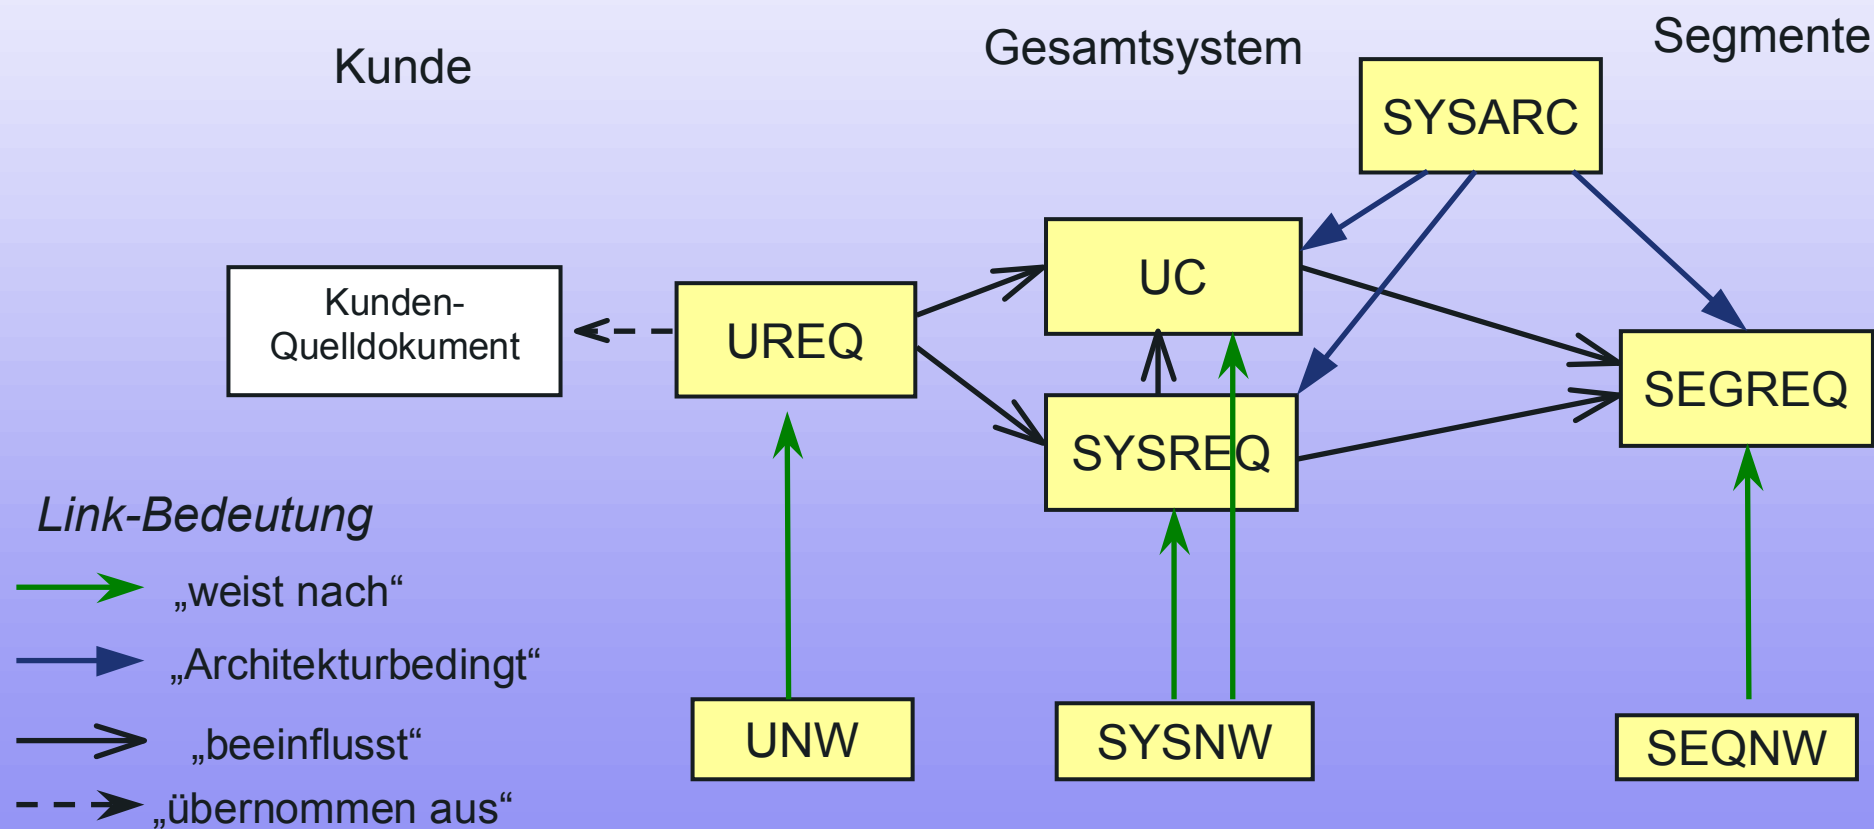 Kunde
Gesamtsystem
Segmente
SYSARC
UC
Kunden-
Quelldokument
UREQ
SYSREQ
SEGREQ
Link-Bedeutung
„weist nach“
„Architekturbedingt“
„beeinflusst“
„übernommen aus“
UNW
SYSNW
SEQNW